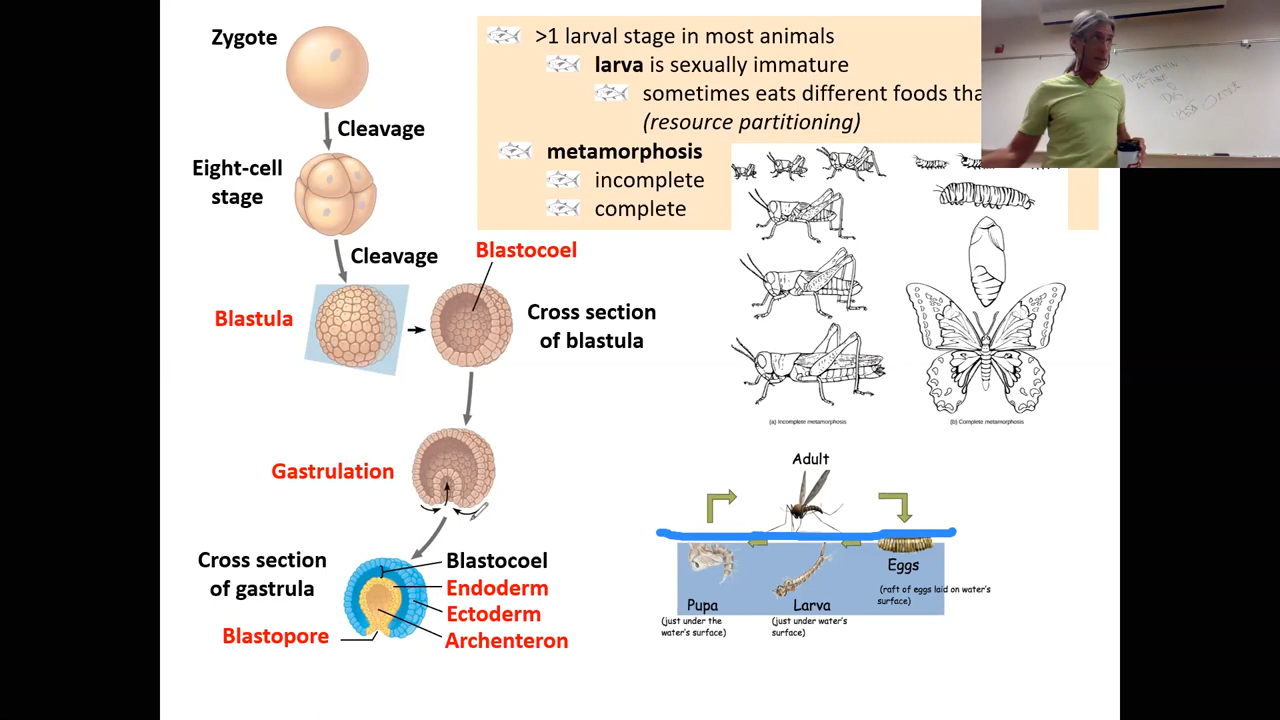 Zygote
Cleavage
Eight-cell
stage
Cleavage
Blastocoel
Blastula
Cross section
of blastula
Gastrulation
Cross section
of gastrula
Blastocoel
Endoderm
Ectoderm
Blastopore
Archenteron
>1 larval stage in most animals
larva is sexually immature
sometimes eats different foods tha
(resource partitioning)
metamorphosis
incomplete
complete
(a) Incomplete metamorphosis
(b) Complete metamorphosis
Adult
Eggs
(raft of eggs laid on water's
surface)
Pupa
(just under the
water's surface)
Larva
(just under water's
surface)